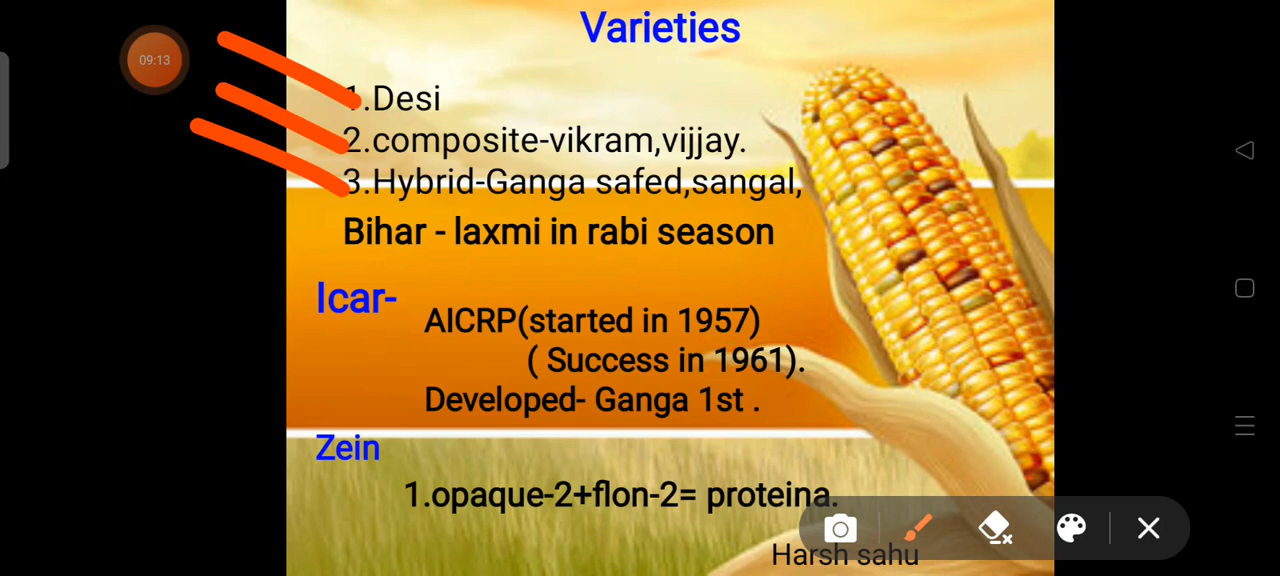 09:13
Varieties
1.Desi
2.composite-vikram,vijjay.
3.Hybrid-Ganga safed,sangal,
Bihar - laxmi in rabi season
Icar-
AICRP(started in 1957)
( Success in 1961).
Developed- Ganga 1st .
Zein
1.opaque-2+flon-2= proteina.
Harsh sahu